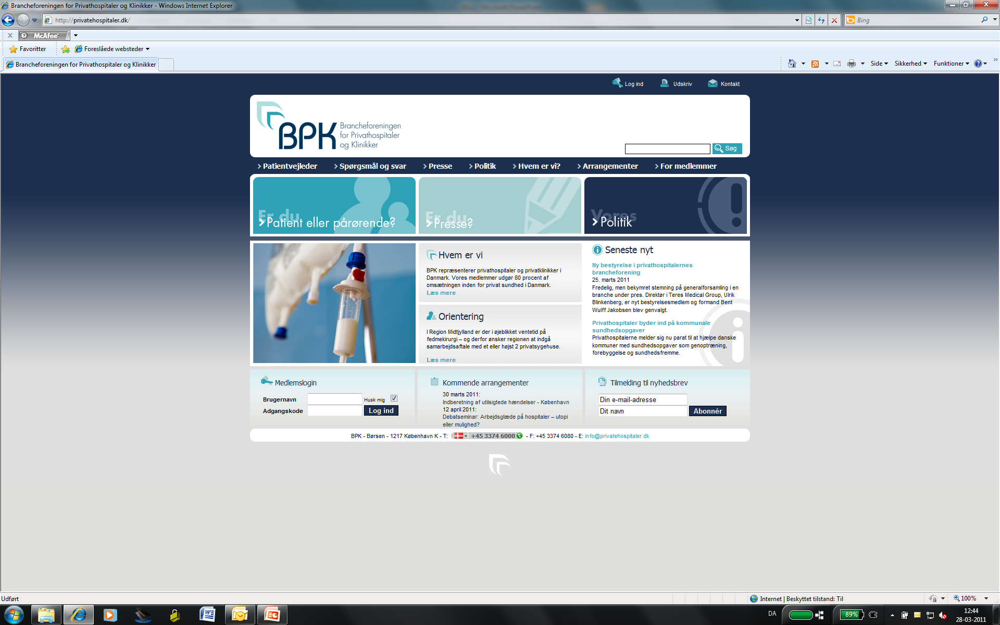 Brancheforeningen for Privathospitaler og Klinikker - Windows Internet Explorer
http://privatehospitaler.dk/
Bing
McAfee
Favoritter
Foreslåede websteder
Brancheforeningen for Privathospitaler og Klinikker
Side
Sikkerhed
Funktioner
Log ind
Udskriv
Kontakt
BPK
Brancheforeningen
for Privathospitaler
og Klinikker
Søg
Patientvejleder
Spørgsmål og svar
Presse
Politik
Hvem er vi?
Arrangementer
For medlemmer
Er du
Patient eller pårørende?
Er du
Presse?
Vores
Politik
Hvem er vi
BPK repræsenterer privathospitaler og privatklinikker i
Danmark. Vores medlemmer udgør 80 procent af
omsætningen inden for privat sundhed i Danmark.
Læs mere
Orientering
I Region Midtjylland er der i øjeblikket ventetid på
fedmekirurgi – og derfor ønsker regionen at indgå
samarbejdsaftale med et eller højst 2 privatsygehuse.
Læs mere
Seneste nyt
Ny bestyrelse i privathospitalernes
brancheforening
25. marts 2011
Fredelig, men bekymret stemning på generalforsamling i en
branche under pres. Direktør i Teres Medical Group, Ulrik
Blinkenberg, er nyt bestyrelsesmedlem og formand Bent
Wulff Jakobsen blev genvalgt.
Privathospitaler byder ind på kommunale
sundhedsopgaver
Privathospitalerne melder sig nu parat til at hjælpe danske
kommuner med sundhedsopgaver som genoptræning,
forebyggelse og sundhedsfremme.
Medlemslogin
Brugernavn
Husk mig
Adgangskode
Log ind
Kommende arrangementer
30 marts 2011:
Indberetning af utilsigtede hændelser - København
12 april 2011:
Debatseminar: Arbejdsglæde på hospitaler – utopi
eller mulighed?
Tilmelding til nyhedsbrev
Din e-mail-adresse
Dit navn
Abonnér
BPK - Børsen - 1217 København K - T: +45 3374 6000 - F: +45 3374 6080 - E: info@privatehospitaler.dk
Udført
Internet | Beskyttet tilstand: Til
100%
DA
89%
12:44
28-03-2011